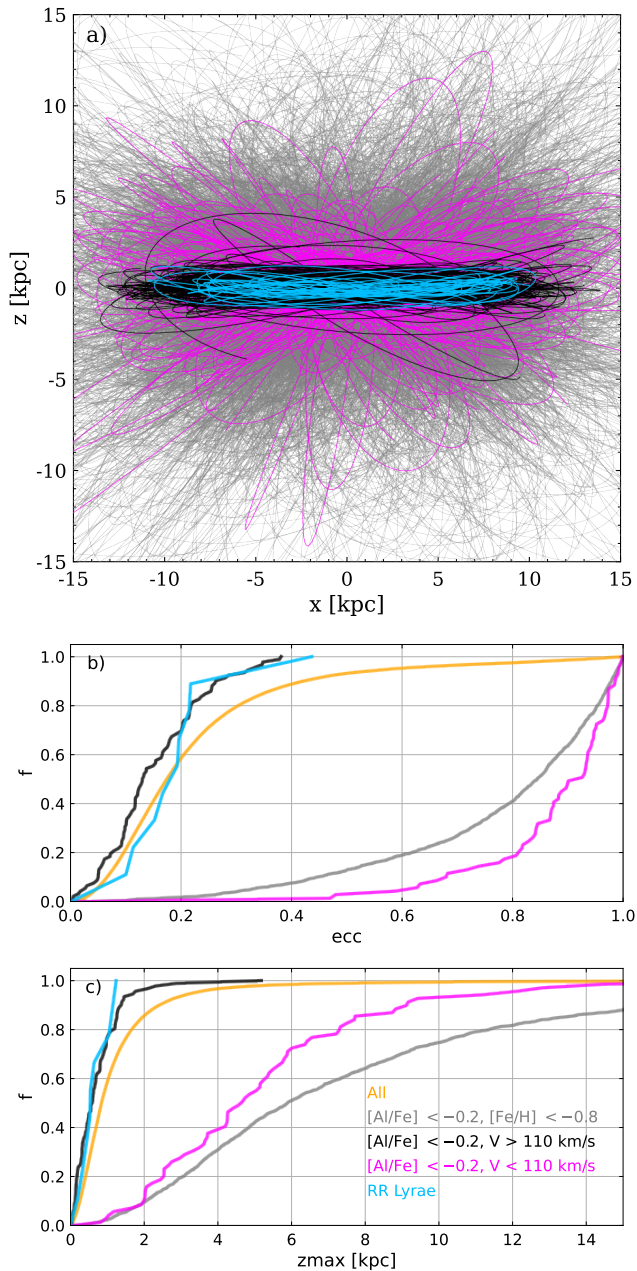 a)
15
10
5
0
-5
-10
-15
z [kpc]
-15 -10 -5 0 5 10 15
x [kpc]
b)
1.0
0.8
0.6
0.4
0.2
0.0
f
0.0 0.2 0.4 0.6 0.8 1.0
ecc
c)
1.0
0.8
0.6
0.4
0.2
0.0
f
All
[Al/Fe] < −0.2, [Fe/H] < −0.8
[Al/Fe] < −0.2, V > 110 km/s
[Al/Fe] < −0.2, V < 110 km/s
RR Lyrae
0 2 4 6 8 10 12 14
zmax [kpc]